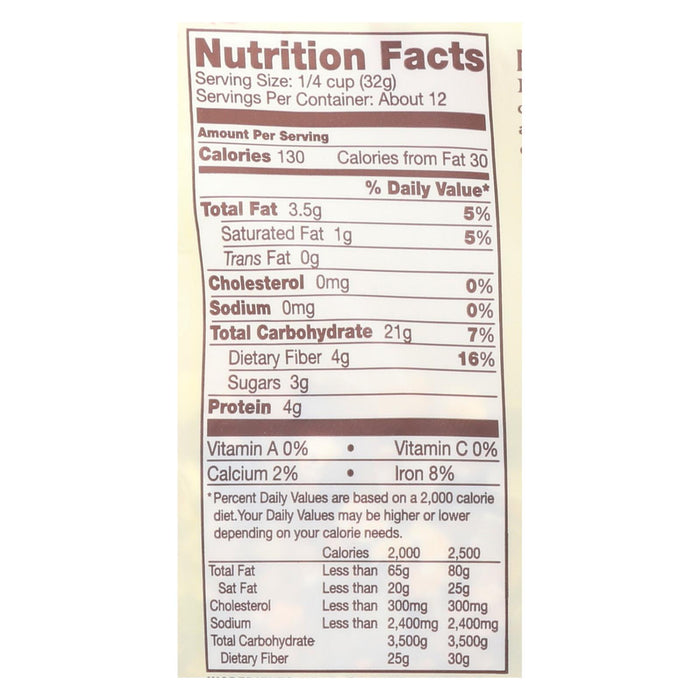 Nutrition Facts
Serving Size: 1/4 cup (32g)
Servings Per Container: About 12
Amount Per Serving
Calories 130 Calories from Fat 30
% Daily Value*
Total Fat 3.5g 5%
Saturated Fat 1g 5%
Trans Fat 0g
Cholesterol 0mg 0%
Sodium 0mg 0%
Total Carbohydrate 21g 7%
Dietary Fiber 4g 16%
Sugars 3g
Protein 4g
Vitamin A 0% • Vitamin C 0%
Calcium 2% • Iron 8%
*Percent Daily Values are based on a 2,000 calorie
diet.Your Daily Values may be higher or lower
depending on your calorie needs.
Calories 2,000 2,500
Total Fat Less than 65g 80g
Sat Fat Less than 20g 25g
Cholesterol Less than 300mg 300mg
Sodium Less than 2,400mg 2,400mg
Total Carbohydrate 3,500g 3,500g
Dietary Fiber 25g 30g